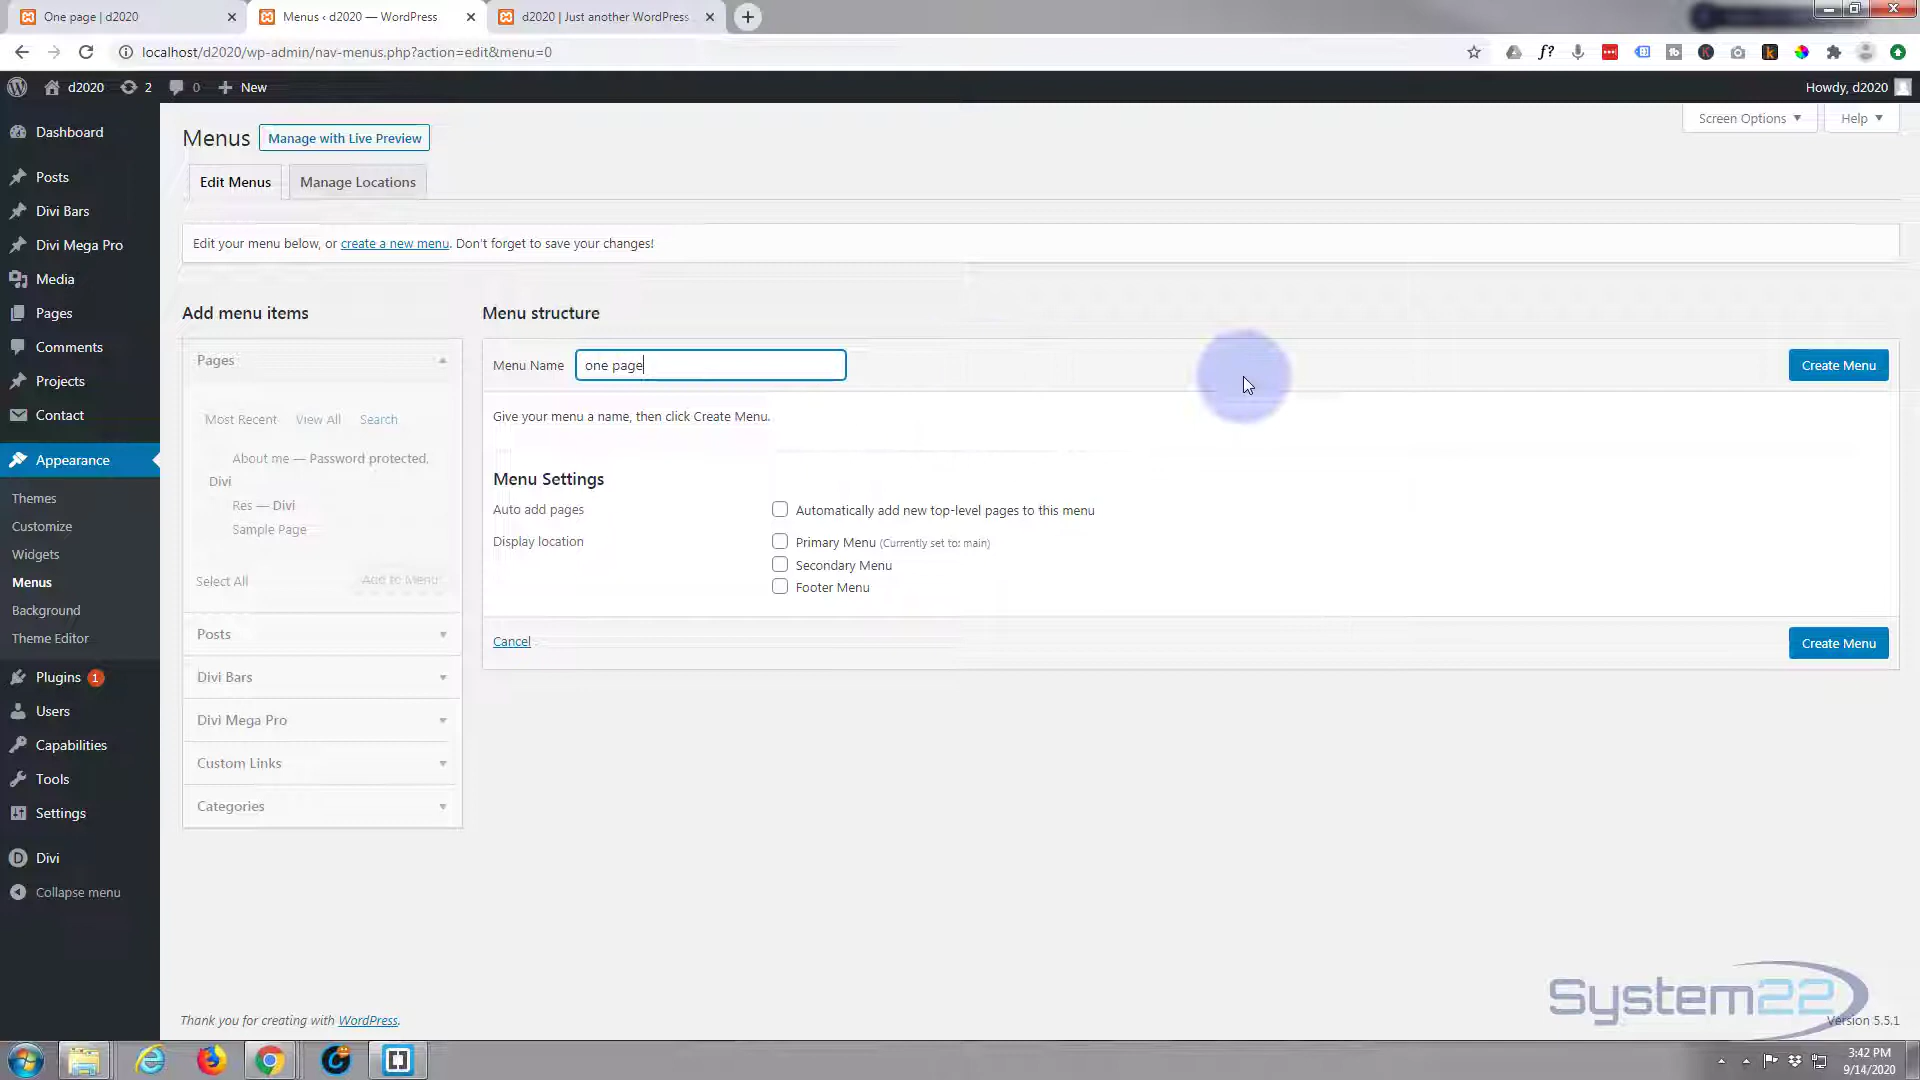 One page | d2020
Menus ‹ d2020 — WordPress
d2020 | Just another WordPress
localhost/d2020/wp-admin/nav-menus.php?action=edit&menu=0
d2020
2
0
New
Howdy, d2020
Screen Options
Help
Dashboard
Posts
Divi Bars
Divi Mega Pro
Media
Pages
Comments
Projects
Contact
Appearance
Themes
Customize
Widgets
Menus
Background
Theme Editor
Plugins 1
Users
Capabilities
Tools
Settings
Divi
Collapse menu
Menus
Manage with Live Preview
Edit Menus
Manage Locations
Edit your menu below, or create a new menu. Don't forget to save your changes!
Add menu items
Pages
Most Recent
View All
Search
About me — Password protected,
Divi
Res — Divi
Sample Page
Select All
Add to Menu
Posts
Divi Bars
Divi Mega Pro
Custom Links
Categories
Menu structure
Menu Name
one page
Create Menu
Give your menu a name, then click Create Menu.
Menu Settings
Auto add pages
Automatically add new top-level pages to this menu
Display location
Primary Menu (Currently set to: main)
Secondary Menu
Footer Menu
Cancel
Create Menu
Thank you for creating with WordPress.
System22
Version 5.5.1
3:42 PM
9/14/2020